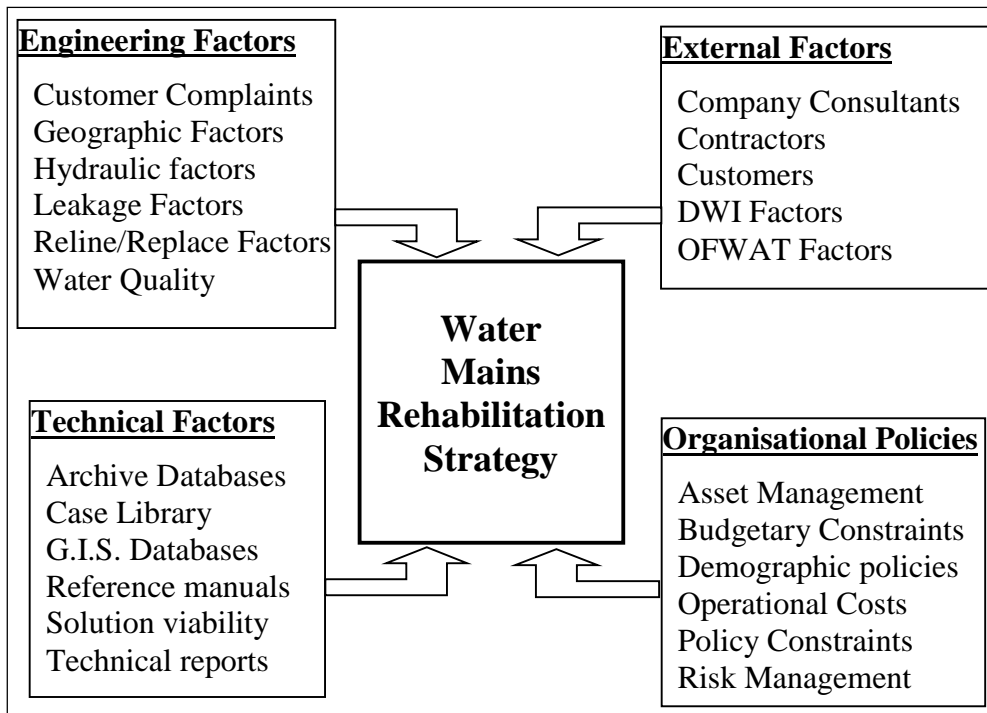 Engineering Factors
Customer Complaints
Geographic Factors
Hydraulic factors
Leakage Factors
Reline/Replace Factors
Water Quality
External Factors
Company Consultants
Contractors
Customers
DWI Factors
OFWAT Factors
Water
Mains
Rehabilitation
Strategy
Technical Factors
Archive Databases
Case Library
G.I.S. Databases
Reference manuals
Solution viability
Technical reports
Organisational Policies
Asset Management
Budgetary Constraints
Demographic policies
Operational Costs
Policy Constraints
Risk Management